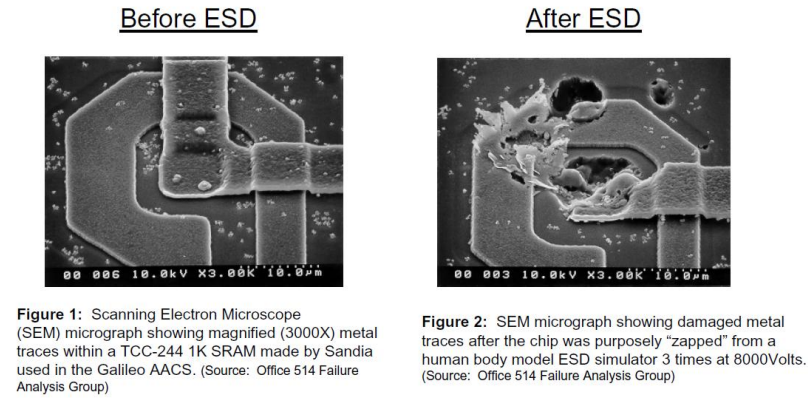 Before ESD
After ESD
00 006 10.0kV X3.00K 10.0µm
00 003 10.0kV X3.00K 10.0µm
Figure 1: Scanning Electron Microscope
(SEM) micrograph showing magnified (3000X) metal
traces within a TCC-244 1K SRAM made by Sandia
used in the Galileo AACS. (Source: Office 514 Failure
Analysis Group)
Figure 2: SEM micrograph showing damaged metal
traces after the chip was purposely “zapped” from a
human body model ESD simulator 3 times at 8000Volts.
(Source: Office 514 Failure Analysis Group)